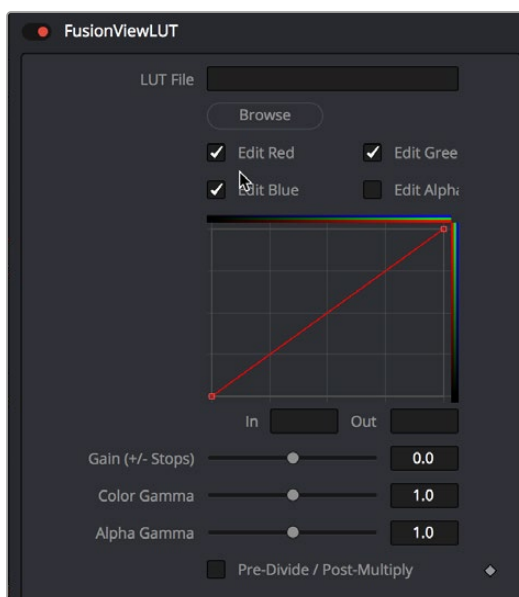 FusionViewLUT
LUT File
Browse
Edit Red Edit Gree
Edit Blue Edit Alpha
In Out
Gain (+/- Stops) 0.0
Color Gamma 1.0
Alpha Gamma 1.0
Pre-Divide / Post-Multiply